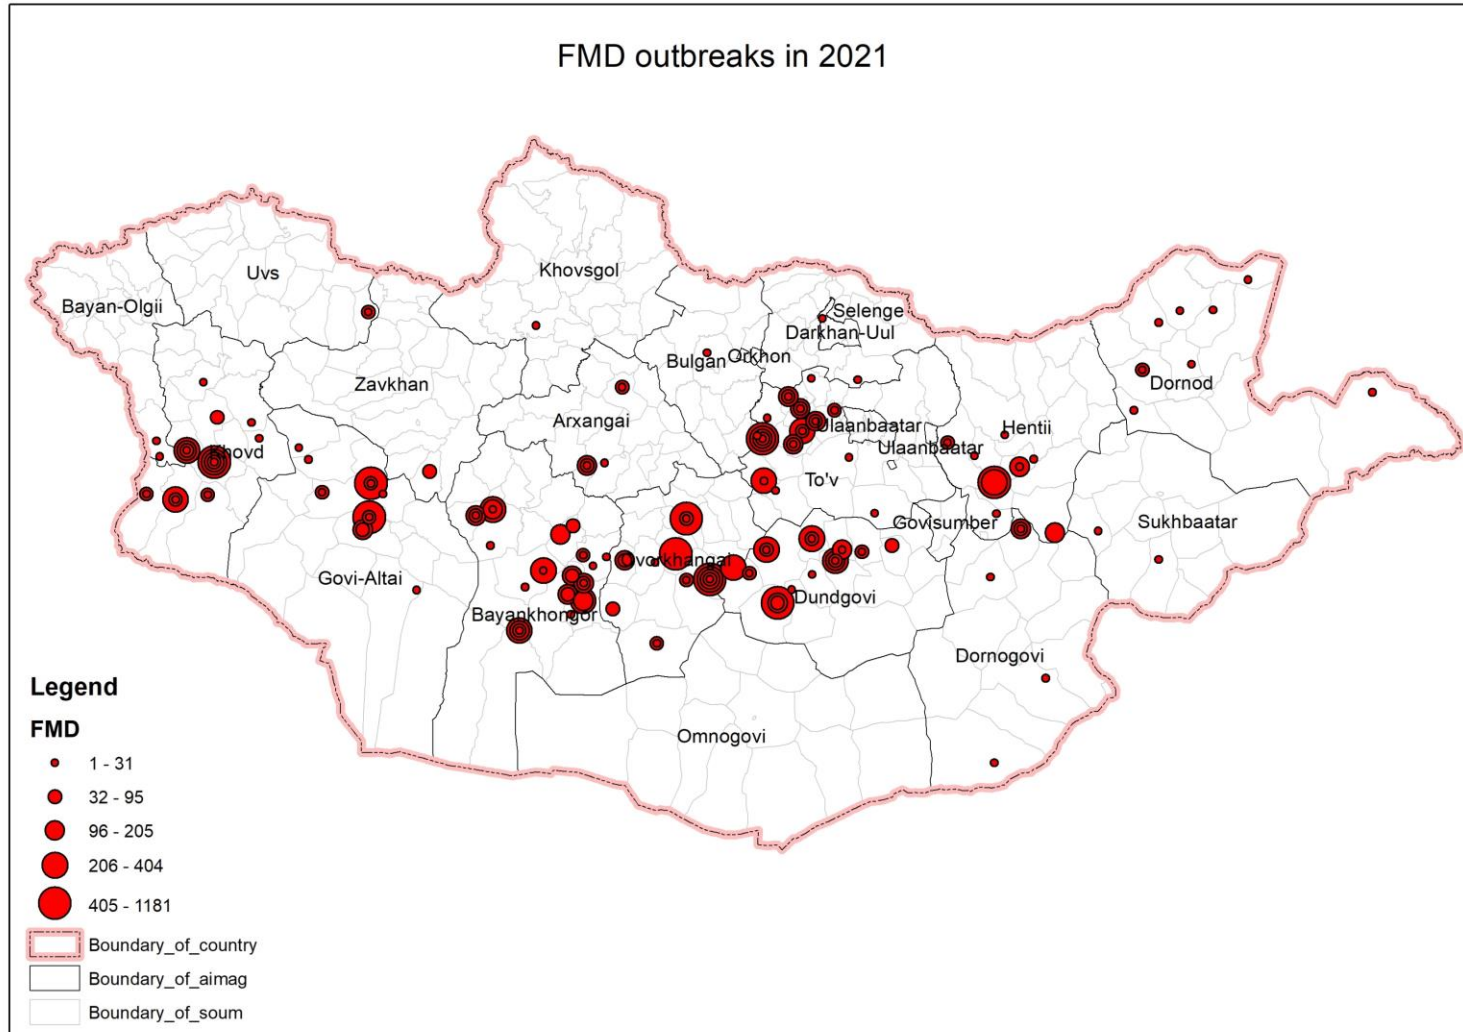 FMD outbreaks in 2021
Uvs
Khovsgol
Bayan-Olgii
Selenge
Darkhan-Uul
Orkhon
Bulgan
Zavkhan
Dornod
Arxangai
Ulaanbaatar
Hentii
Khovd
Ulaanbaatar
To'v
Govisumber
Sukhbaatar
Ovorkhangai
Govi-Altai
Dundgovi
Bayankhongor
Dornogovi
Omnogovi
Legend
FMD
1 - 31
32 - 95
96 - 205
206 - 404
405 - 1181
Boundary_of_country
Boundary_of_aimag
Boundary_of_soum